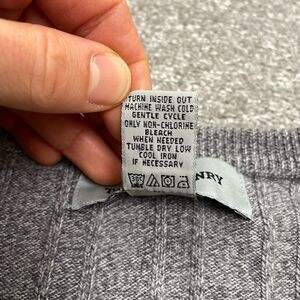 TURN INSIDE OUT
MACHINE WASH COLD
GENTLE CYCLE
ONLY NON-CHLORINE
BLEACH
WHEN NEEDED
TUMBLE DRY LOW
COOL IRON
IF NECESSARY
NRY